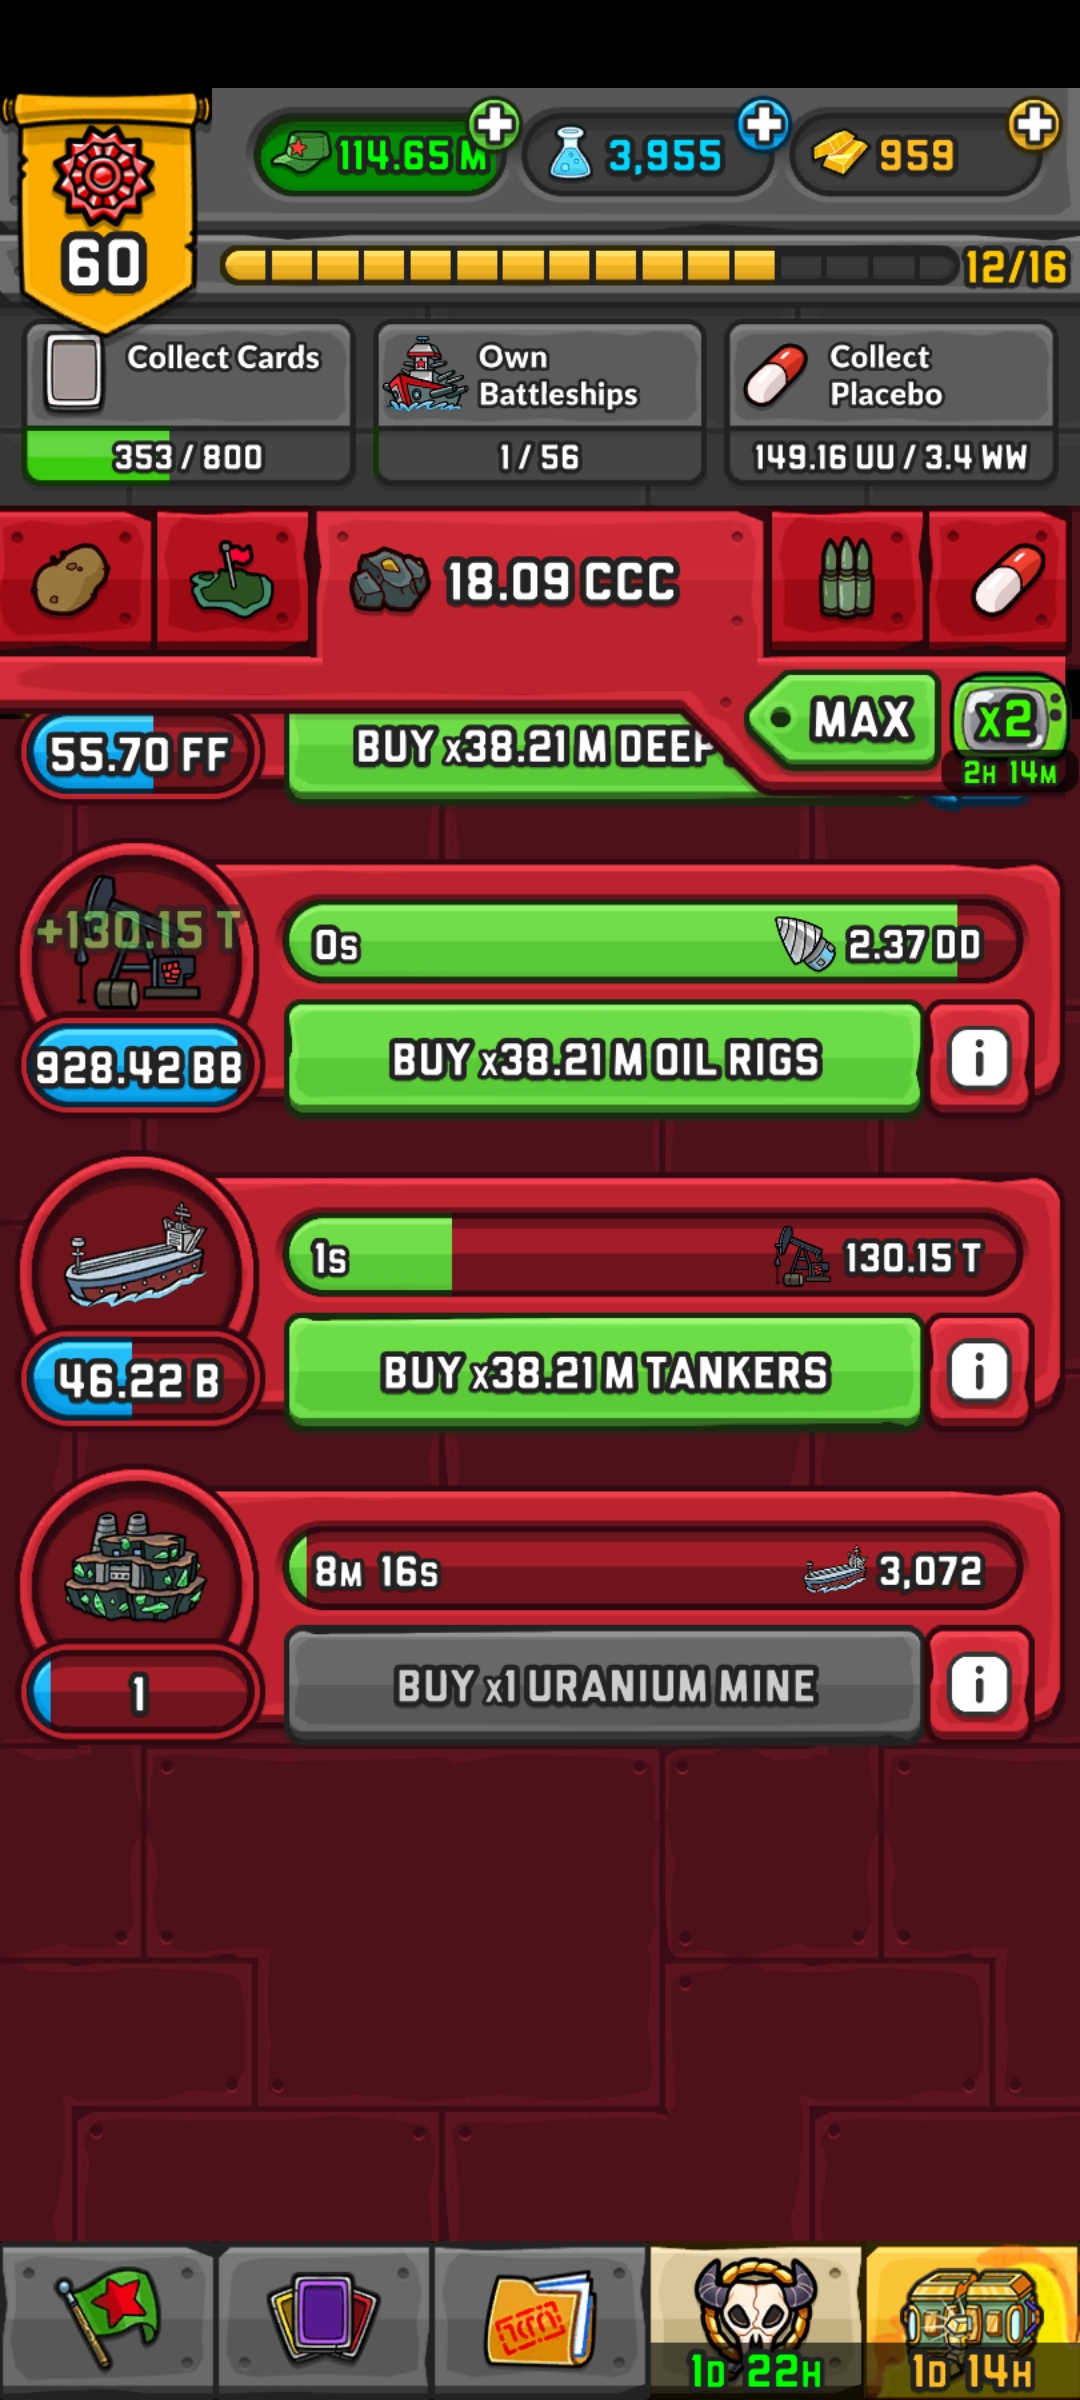 114.65 M
3,955
959
60
12/16
Collect Cards
353 / 800
Own
Battleships
1 / 56
Collect
Placebo
149.16 UU / 3.4 WW
18.09 CCC
MAX
x2
2H 14M
55.70 FF
BUY x38.21 M DEEP
+130.15 T
0s
2.37 DD
928.42 BB
BUY x38.21 M OIL RIGS
i
1s
130.15 T
46.22 B
BUY x38.21 M TANKERS
i
8M 16s
3,072
1
BUY x1 URANIUM MINE
i
1D 22H
1D 14H